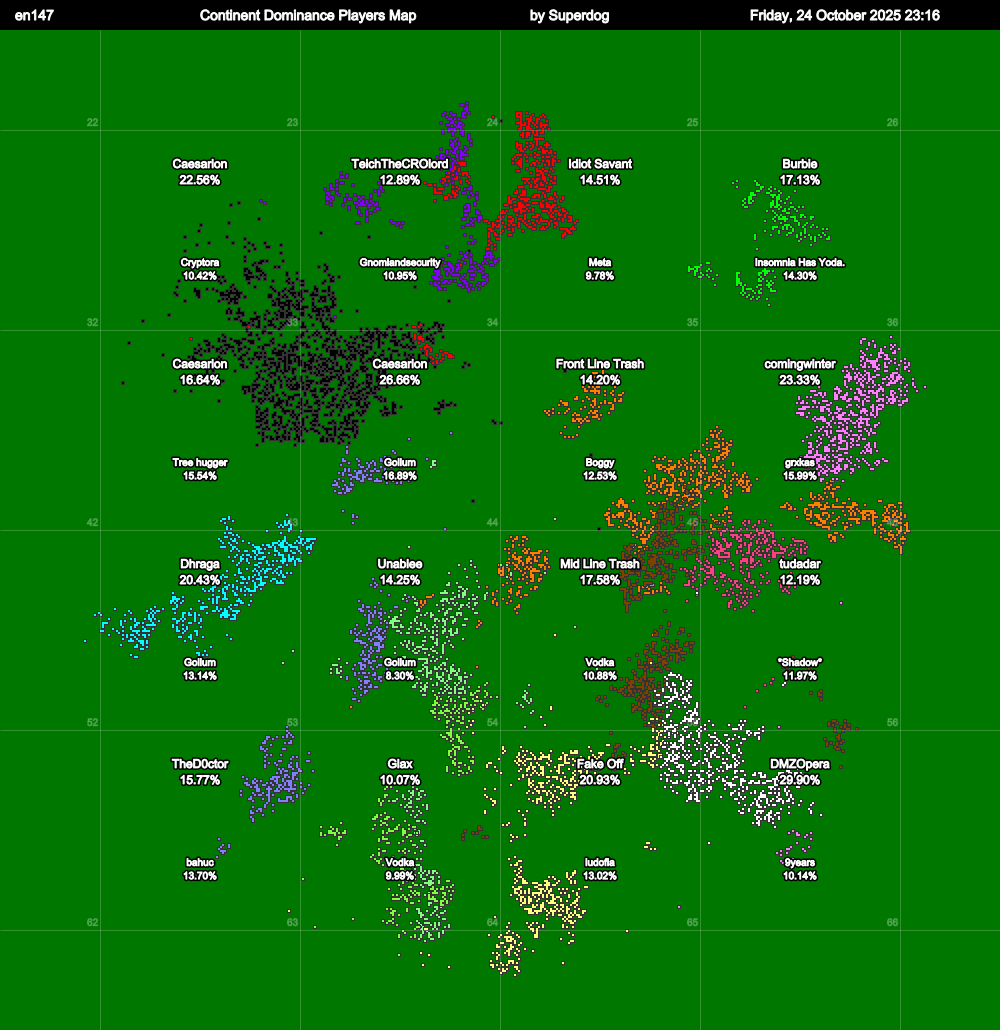 en147 Continent Dominance Players Map by Superdog Friday, 24 October 2025 23:16
22 23 24 25 26
Caesarion TeichTheCROlord Idiot Savant Burbie
22.56% 12.89% 14.51% 17.13%
Cryptora Gnomlandsecurity Meta Insomnia Has Yoda.
10.42% 10.95% 9.78% 14.30%
32 33 34 35 36
Caesarion Caesarion Front Line Trash comingwinter
16.64% 26.66% 14.20% 23.33%
Tree hugger Gollum Boggy grxkas
15.54% 16.89% 12.53% 15.99%
42 43 44 45 46
Dhraga Unablee Mid Line Trash tudadar
20.43% 14.25% 17.58% 12.19%
Gollum Gollum Vodka "Shadow"
13.14% 8.30% 10.88% 11.97%
52 53 54 56
TheD0ctor Glax Fake Off DMZOpera
15.77% 10.07% 20.93% 29.90%
bahuc Vodka ludofia 9years
13.70% 9.99% 13.02% 10.14%
62 63 64 65 66